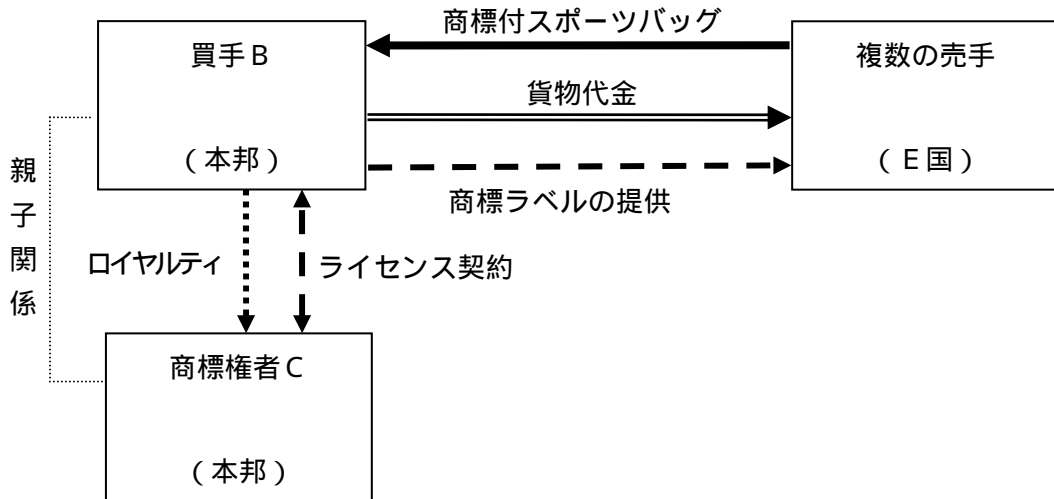 商標付スポーツバッグ
買手B
(本邦)
貨物代金
複数の売手
(E国)
商標ラベルの提供
親子関係
ロイヤルティ
ライセンス契約
商標権者C
(本邦)